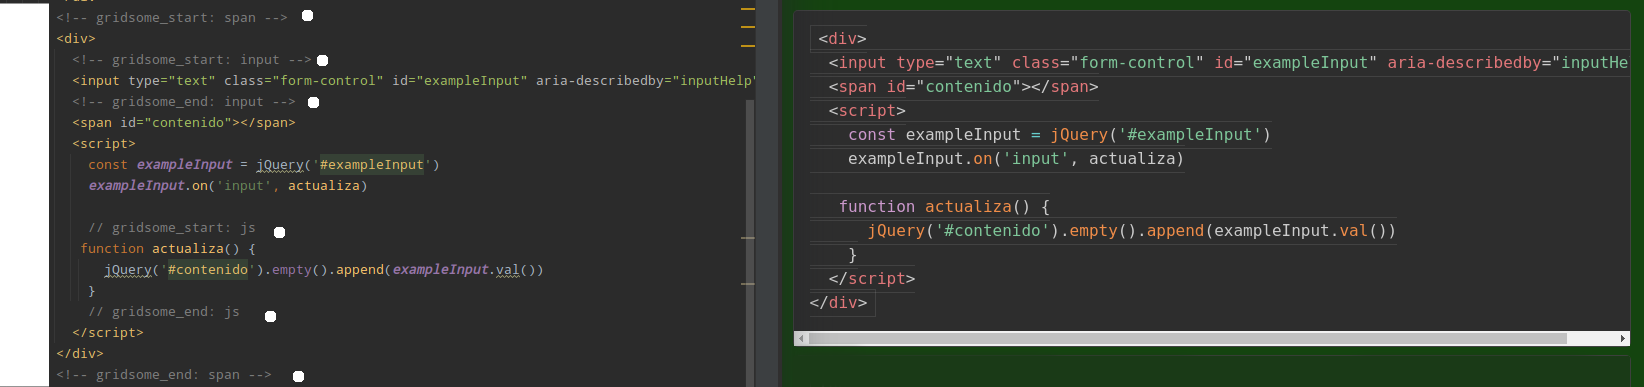 <!-- gridsome_start: span -->
<div>
<!-- gridsome_start: input -->
<input type="text" class="form-control" id="exampleInput" aria-describedby="inputHelp"
<!-- gridsome_end: input -->
<span id="contenido"></span>
<script>
const exampleInput = jQuery('#exampleInput')
exampleInput.on('input', actualiza)
// gridsome_start: js
function actualiza() {
jQuery('#contenido').empty().append(exampleInput.val())
}
// gridsome_end: js
</script>
</div>
<!-- gridsome_end: span -->
<div>
<input type="text" class="form-control" id="exampleInput" aria-describedby="inputHe
<span id="contenido"></span>
<script>
const exampleInput = jQuery('#exampleInput')
exampleInput.on('input', actualiza)
function actualiza() {
jQuery('#contenido').empty().append(exampleInput.val())
}
</script>
</div>